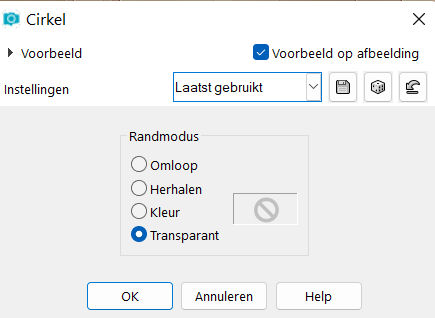 Cirkel
Voorbeeld
Voorbeeld op afbeelding
Instellingen
Laatst gebruikt
Randmodus
Omloop
Herhalen
Kleur
Transparant
OK
Annuleren
Help